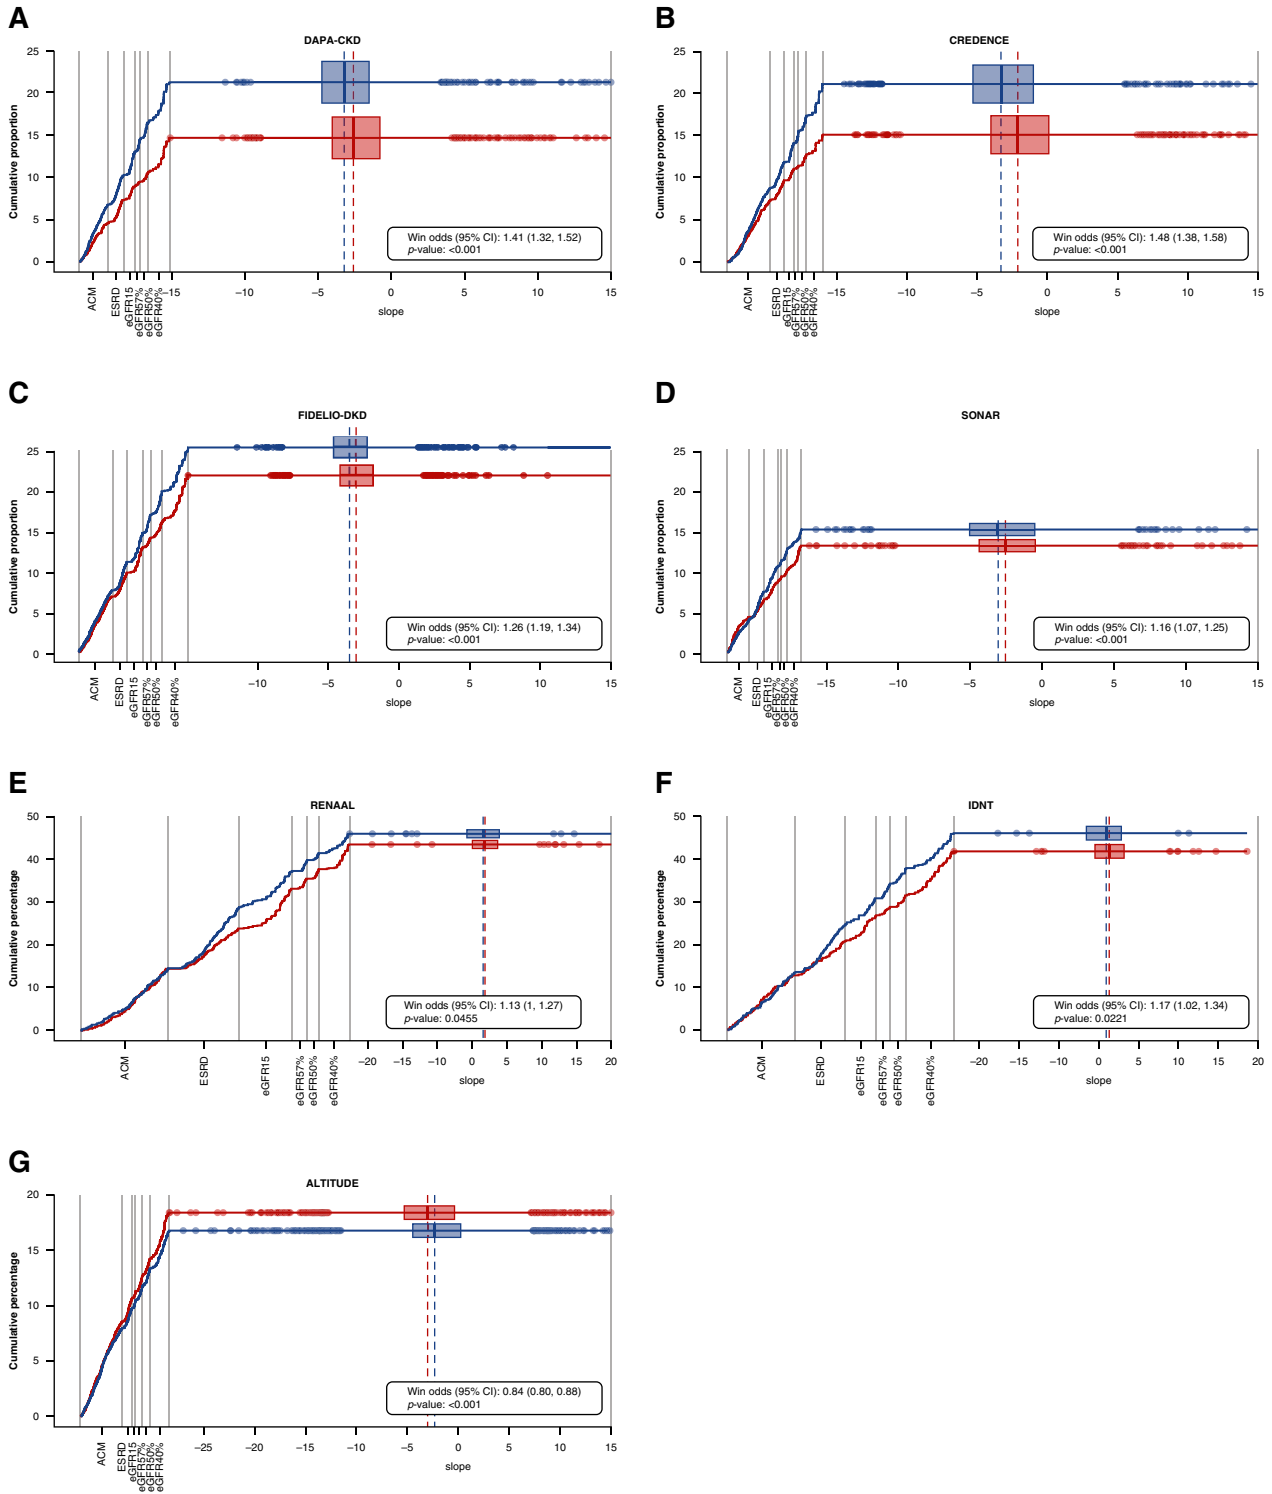 A
DAPA-CKD
Cumulative proportion
25
20
15
10
5
0
Win odds (95% CI): 1.41 (1.32, 1.52)
p-value: <0.001
ACM
ESRD
eGFR15
eGFR57%
eGFR50%
eGFR40%
–15
–10
–5
0
5
10
15
slope
B
CREDENCE
Cumulative proportion
25
20
15
10
5
0
Win odds (95% CI): 1.48 (1.38, 1.58)
p-value: <0.001
ACM
ESRD
eGFR15
eGFR57%
eGFR50%
eGFR40%
–15
–10
–5
0
5
10
15
slope
C
FIDELIO-DKD
Cumulative proportion
25
20
15
10
5
0
Win odds (95% CI): 1.26 (1.19, 1.34)
p-value: <0.001
ACM
ESRD
eGFR15
eGFR57%
eGFR50%
eGFR40%
–10
–5
0
5
10
15
slope
D
SONAR
Cumulative proportion
25
20
15
10
5
0
Win odds (95% CI): 1.16 (1.07, 1.25)
p-value: <0.001
ACM
ESRD
eGFR15
eGFR57%
eGFR50%
eGFR40%
–15
–10
–5
0
5
10
15
slope
E
RENAAL
Cumulative percentage
50
40
30
20
10
0
Win odds (95% CI): 1.13 (1, 1.27)
p-value: 0.0455
ACM
ESRD
eGFR15
eGFR57%
eGFR50%
eGFR40%
–20
–15
–10
–5
0
5
10
15
20
slope
F
IDNT
Cumulative percentage
50
40
30
20
10
0
Win odds (95% CI): 1.17 (1.02, 1.34)
p-value: 0.0221
ACM
ESRD
eGFR15
eGFR57%
eGFR50%
eGFR40%
–20
–15
–10
–5
0
5
10
15
20
slope
G
ALTITUDE
Cumulative percentage
20
15
10
5
0
Win odds (95% CI): 0.84 (0.80, 0.88)
p-value: <0.001
ACM
ESRD
eGFR15
eGFR57%
eGFR50%
eGFR40%
–25
–20
–15
–10
–5
0
5
10
15
slope